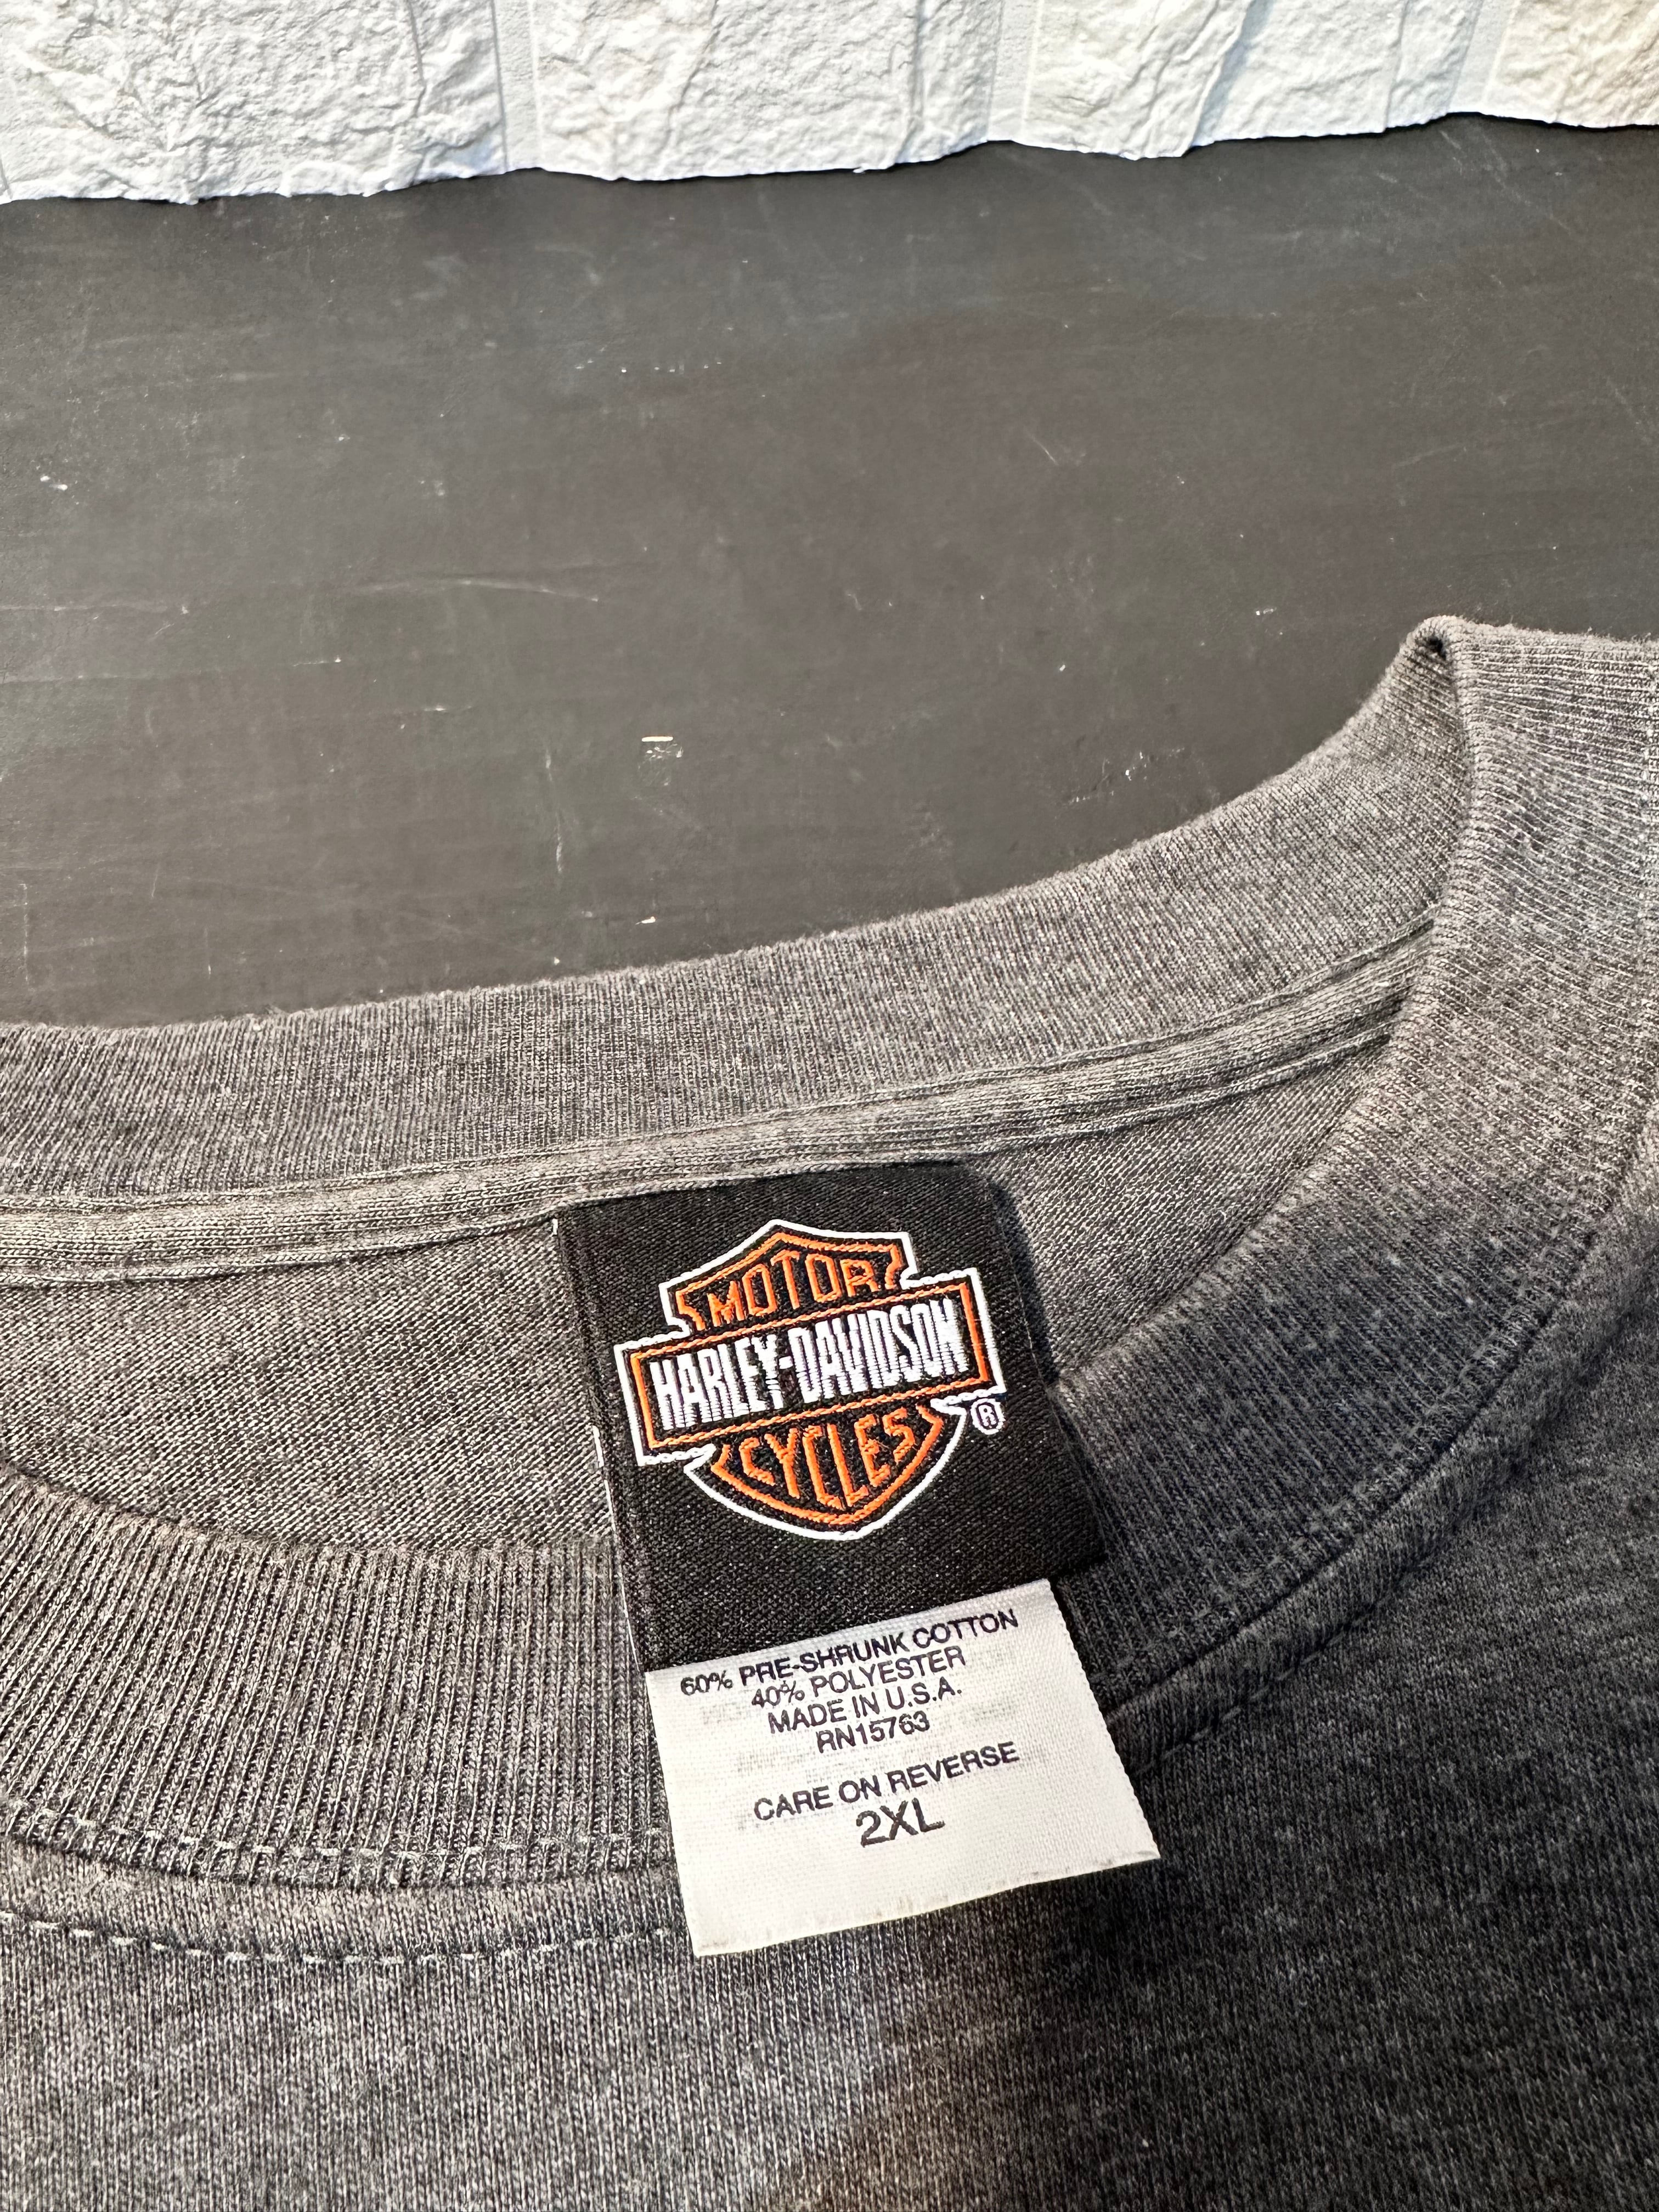 MOTOR
HARLEY-DAVIDSON
CYCLES
®
60% PRE-SHRUNK COTTON
40% POLYESTER
MADE IN U.S.A.
RN15763
CARE ON REVERSE
2XL